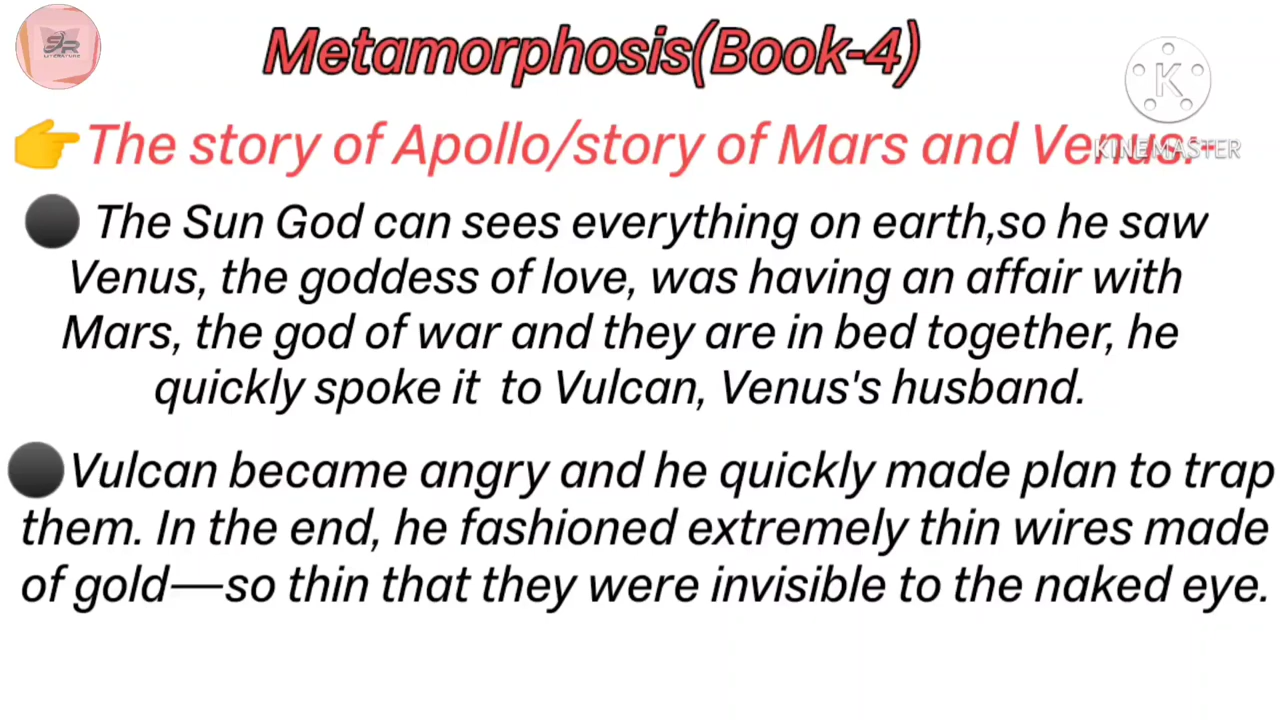 SR
LITERATURE
Metamorphosis(Book-4)
K
KINEMASTER
👉The story of Apollo/story of Mars and Venus:-
⚫ The Sun God can sees everything on earth,so he saw
Venus, the goddess of love, was having an affair with
Mars, the god of war and they are in bed together, he
quickly spoke it to Vulcan, Venus's husband.
⚫Vulcan became angry and he quickly made plan to trap
them. In the end, he fashioned extremely thin wires made
of gold—so thin that they were invisible to the naked eye.